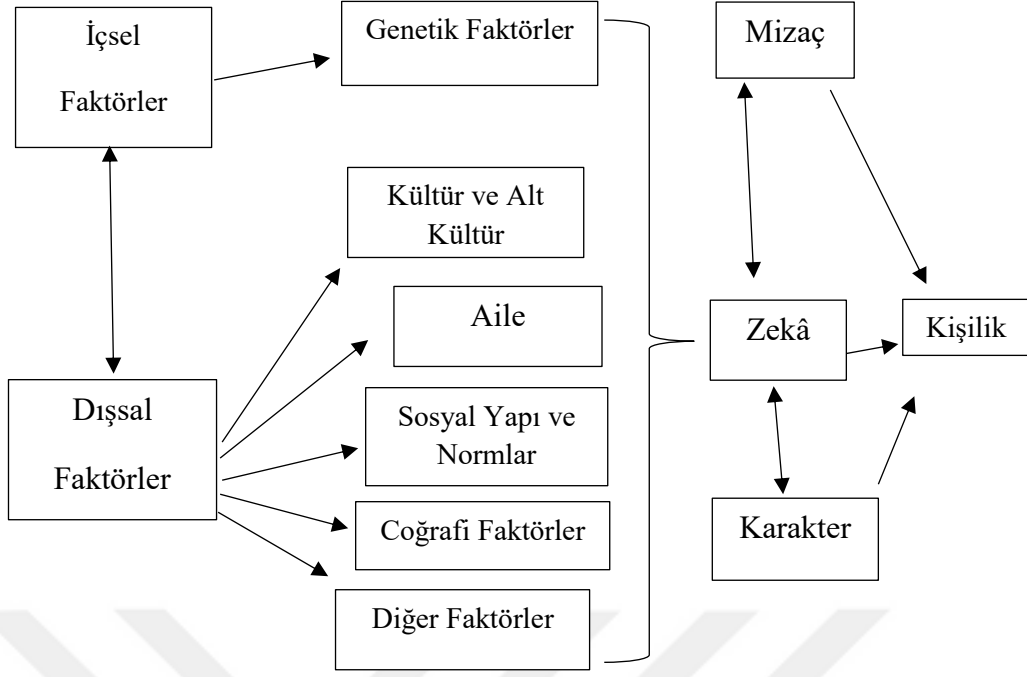 İçsel
Faktörler
Genetik Faktörler
Mizaç
Kültür ve Alt
Kültür
Aile
Zekâ
Kişilik
Dışsal
Faktörler
Sosyal Yapı ve
Normlar
Coğrafi Faktörler
Karakter
Diğer Faktörler